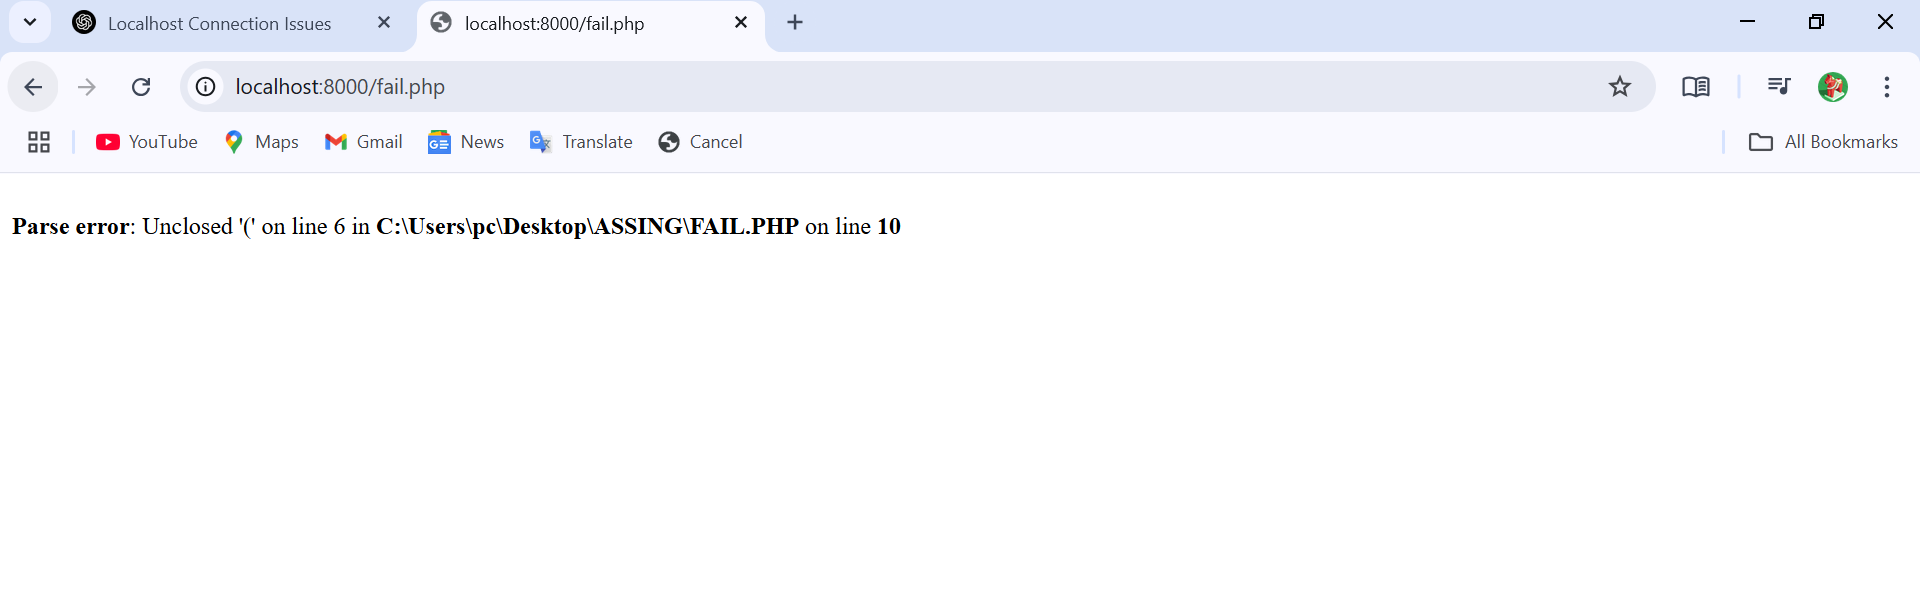 Localhost Connection Issues
localhost:8000/fail.php
localhost:8000/fail.php
YouTube Maps Gmail News Translate Cancel All Bookmarks
Parse error: Unclosed '(' on line 6 in C:\Users\pc\Desktop\ASSING\FAIL.PHP on line 10